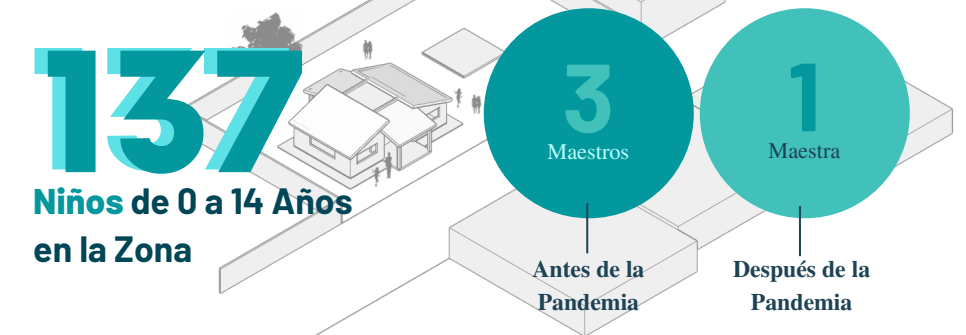 137
Niños de 0 a 14 Años
en la Zona
3
Maestros
Antes de la
Pandemia
1
Maestra
Después de la
Pandemia